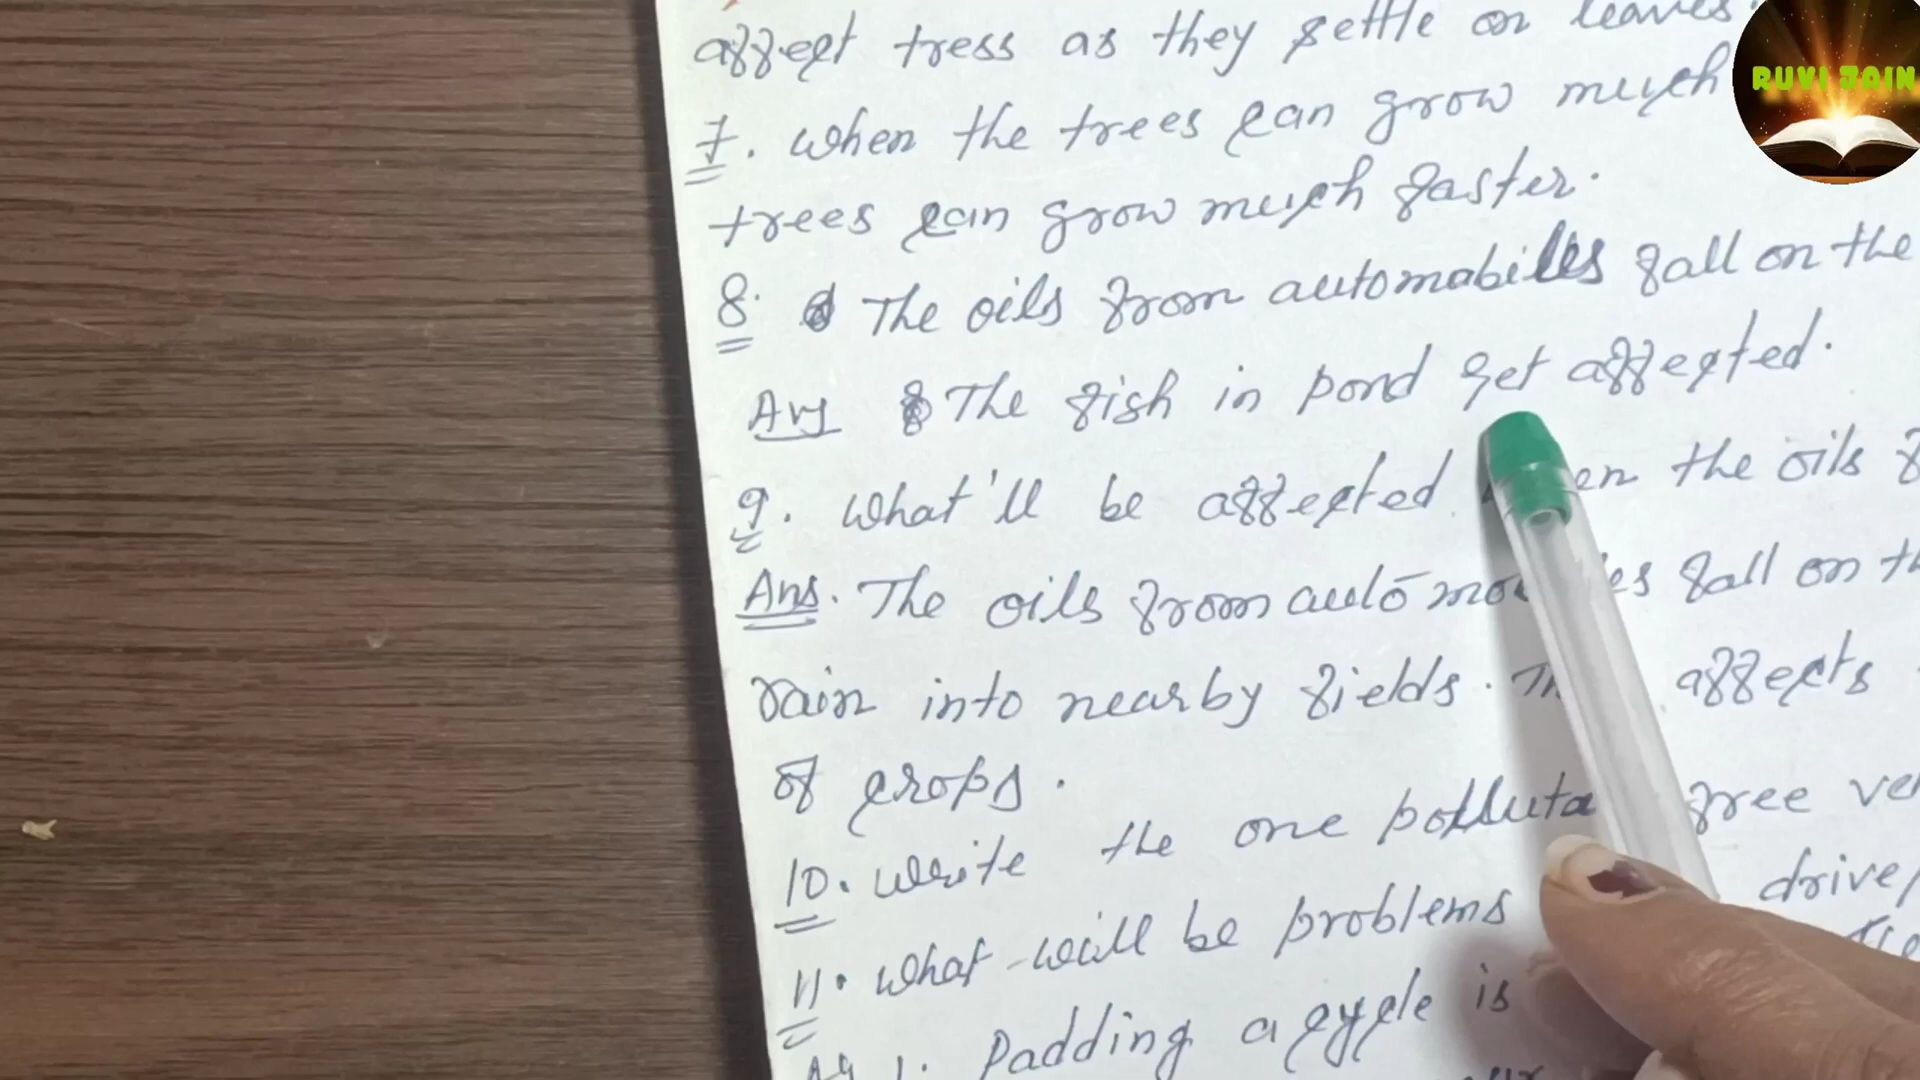 affect tress as they settle on leaves.
RUVI JAIN
7. when the trees can grow much
trees can grow much faster.
8. The oils from automabiles fall on the
Ans The fish in pond get affected.
9. What'll be affected the oils
Ans. The oils from auto fall on
rain into nearby fields. affects
of crops.
10. write the one free
11. what will be problems drive
1. Padding a cycle is